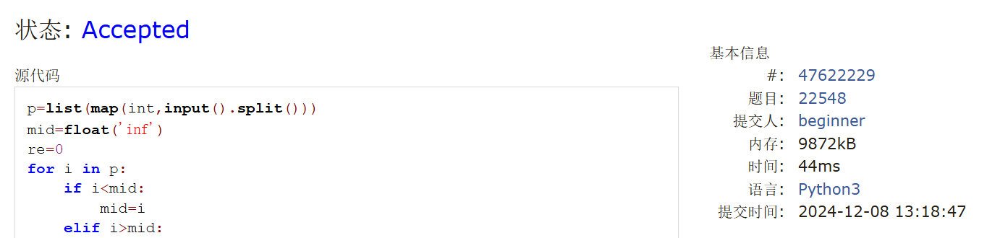 状态: Accepted
源代码
p=list(map(int,input().split()))
mid=float('inf')
re=0
for i in p:
    if i<mid:
        mid=i
    elif i>mid:
基本信息
#: 47622229
题目: 22548
提交人: beginner
内存: 9872kB
时间: 44ms
语言: Python3
提交时间: 2024-12-08 13:18:47